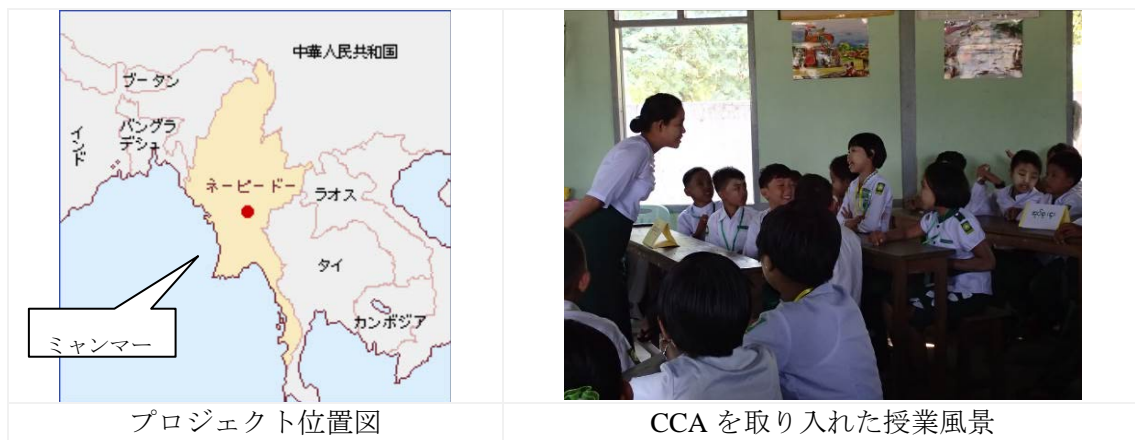 中華人民共和国
ブータン
インド
バングラ
デシュ
ネーピードー
ラオス
タイ
カンボジア
ミャンマー
プロジェクト位置図
CCA を取り入れた授業風景